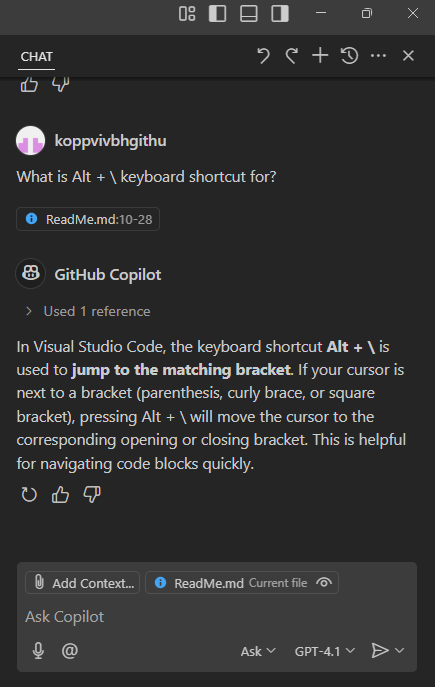 CHAT
koppvivbhgithu
What is Alt + \ keyboard shortcut for?
ReadMe.md:10-28
GitHub Copilot
Used 1 reference
In Visual Studio Code, the keyboard shortcut Alt + \ is
used to jump to the matching bracket. If your cursor is
next to a bracket (parenthesis, curly brace, or square
bracket), pressing Alt + \ will move the cursor to the
corresponding opening or closing bracket. This is helpful
for navigating code blocks quickly.
Add Context... ReadMe.md Current file
Ask Copilot
@ Ask GPT-4.1